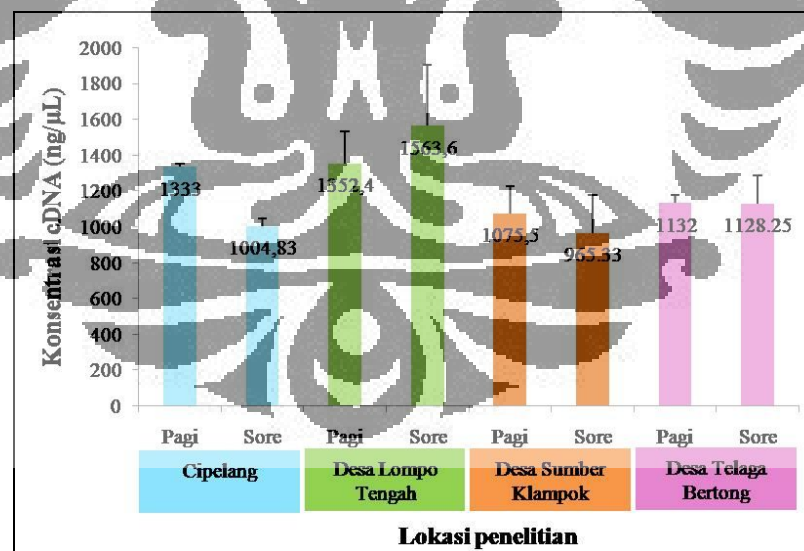 Konsentrasi cDNA (ng/µL)
2000
1800
1600
1400
1200
1000
800
600
400
200
0
1333
1004,83
1352,4
1563,6
1075,5
965.33
1132
1128.25
Pagi Sore Pagi Sore Pagi Sore Pagi Sore
Cipelang
Desa Lompo
Tengah
Desa Sumber
Klampok
Desa Telaga
Bertong
Lokasi penelitian